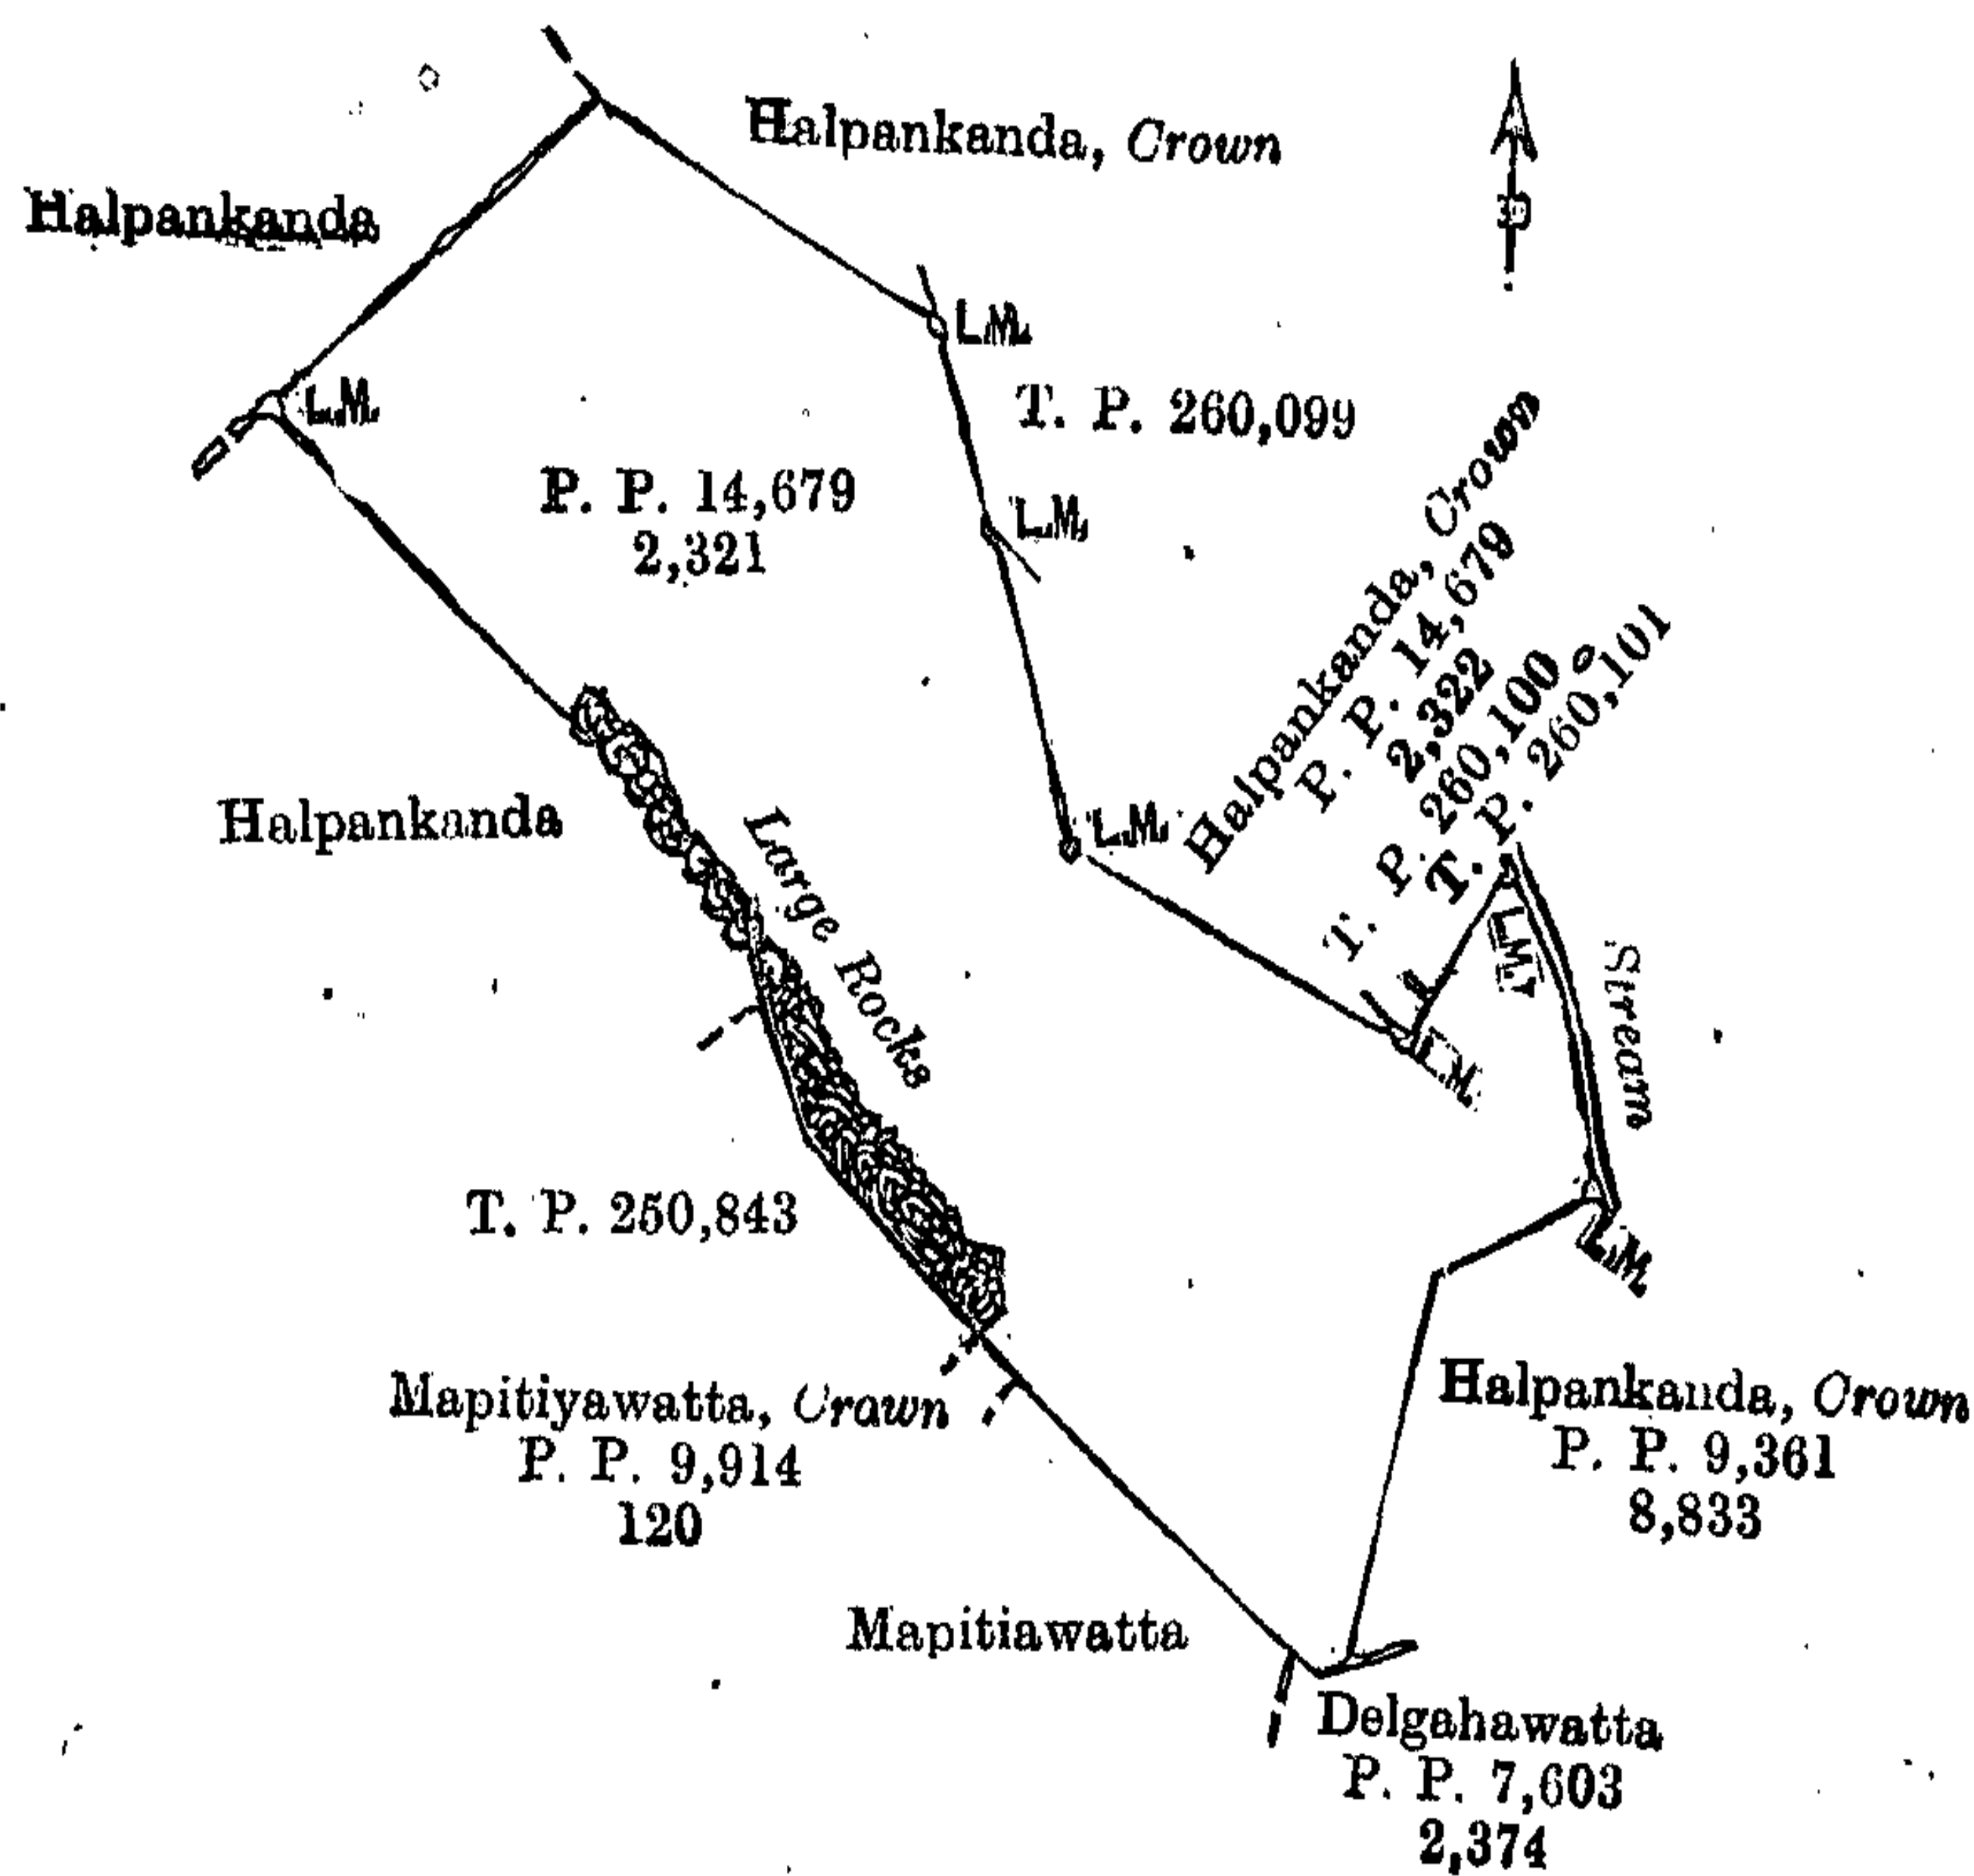 Halpankanda, Crown
Halpankanda
L.M.
L.M.
T. P. 260,099
P. P. 14,679
2,321
L.M.
Halpankanda, Crown
P. P. 14,679
2,322
T. P. 260,100
T. P. 260,101
L.M.
Halpankanda
Large Rocks
L.M.
Stream
L.M.
T. P. 250,843
L.M.
Mapitiyawatta, Crown
P. P. 9,914
120
Halpankanda, Crown
P. P. 9,361
8,833
Mapitiawatta
Delgahawatta
P. P. 7,603
2,374